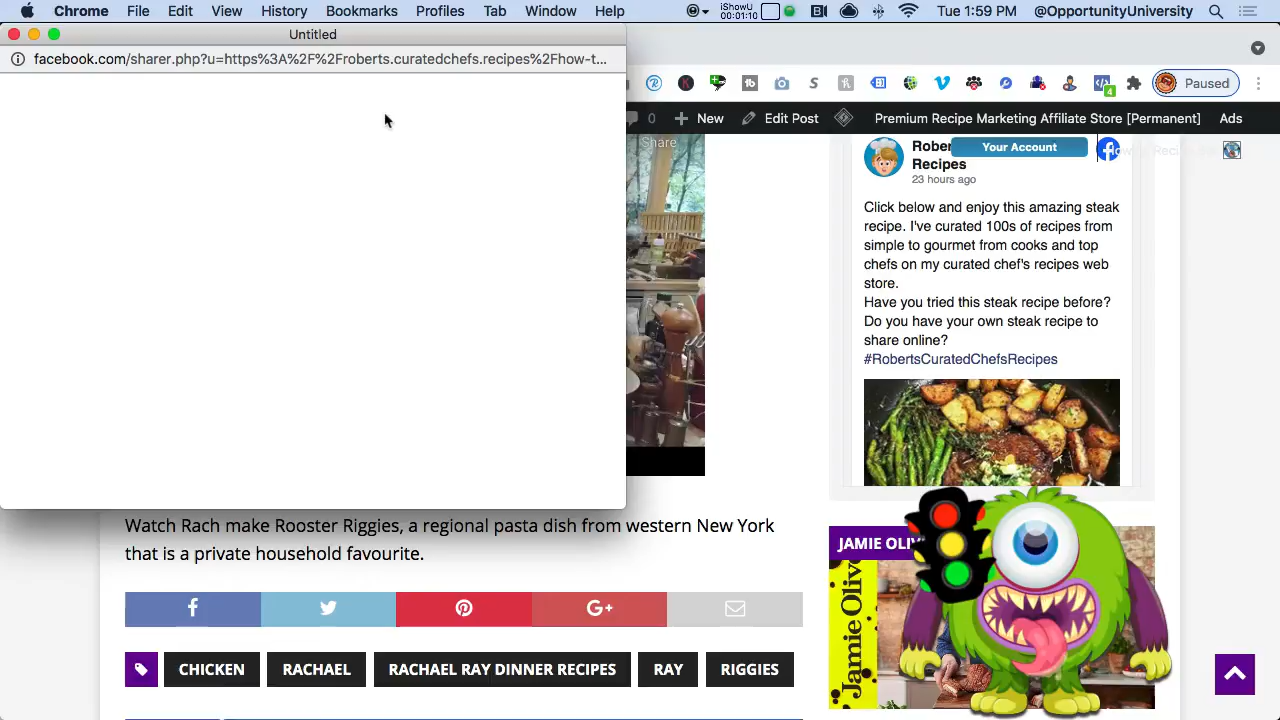 Chrome File Edit View History Bookmarks Profiles Tab Window Help iShowU 00:01:10 Tue 1:59 PM @OpportunityUniversity
Untitled
facebook.com/sharer.php?u=https%3A%2F%2Froberts.curatedchefs.recipes%2Fhow-t...
4 Paused
0 New Edit Post Premium Recipe Marketing Affiliate Store [Permanent] Ads
Share
Your Account
Recipes
23 hours ago
Click below and enjoy this amazing steak
recipe. I've curated 100s of recipes from
simple to gourmet from cooks and top
chefs on my curated chef's recipes web
store.
Have you tried this steak recipe before?
Do you have your own steak recipe to
share online?
#RobertsCuratedChefsRecipes
Watch Rach make Rooster Riggies, a regional pasta dish from western New York
that is a private household favourite.
JAMIE OLIV
Jamie Oliver
G+
CHICKEN RACHAEL RACHAEL RAY DINNER RECIPES RAY RIGGIES